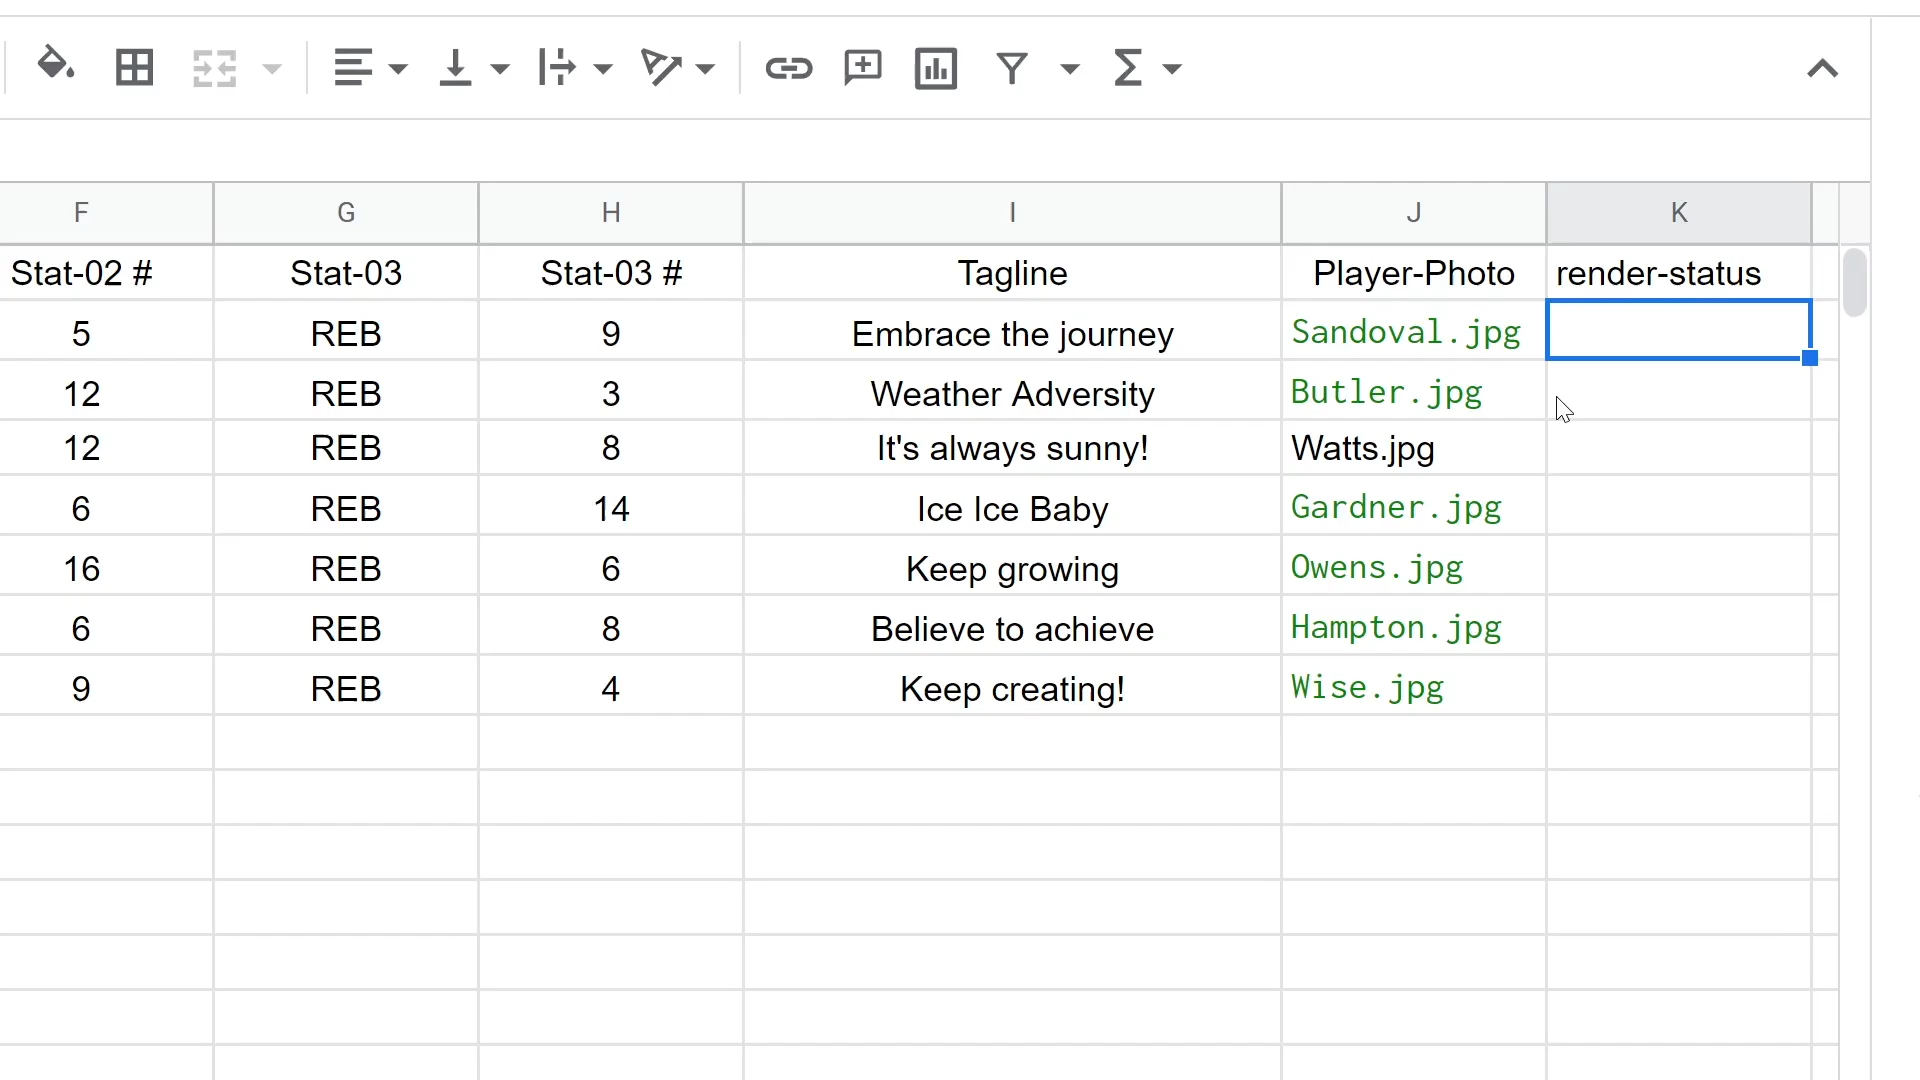 F G H I J K
Stat-02 # Stat-03 Stat-03 # Tagline Player-Photo render-status
5 REB 9 Embrace the journey Sandoval.jpg
12 REB 3 Weather Adversity Butler.jpg
12 REB 8 It's always sunny! Watts.jpg
6 REB 14 Ice Ice Baby Gardner.jpg
16 REB 6 Keep growing Owens.jpg
6 REB 8 Believe to achieve Hampton.jpg
9 REB 4 Keep creating! Wise.jpg